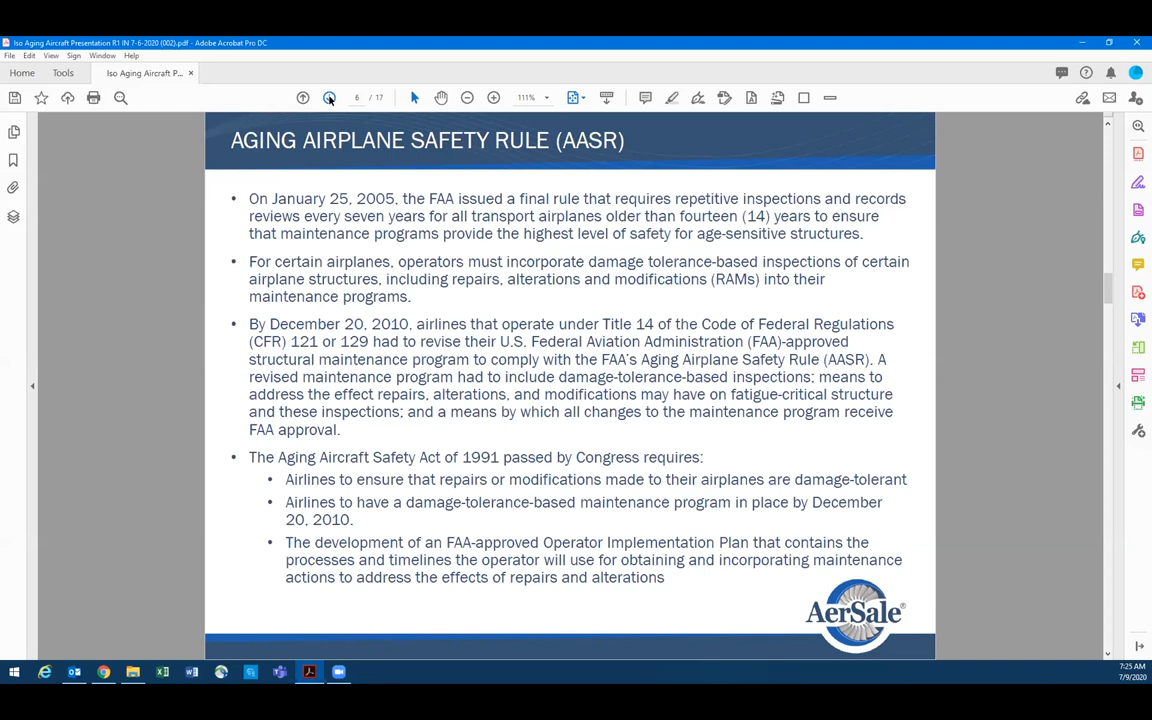 Iso Aging Aircraft Presentation R1 IN 7-6-2020 (002).pdf - Adobe Acrobat Pro DC
File Edit View Sign Window Help
Home Tools Iso Aging Aircraft P... ×
6 / 17 111%
AGING AIRPLANE SAFETY RULE (AASR)
• On January 25, 2005, the FAA issued a final rule that requires repetitive inspections and records
reviews every seven years for all transport airplanes older than fourteen (14) years to ensure
that maintenance programs provide the highest level of safety for age-sensitive structures.
• For certain airplanes, operators must incorporate damage tolerance-based inspections of certain
airplane structures, including repairs, alterations and modifications (RAMs) into their
maintenance programs.
• By December 20, 2010, airlines that operate under Title 14 of the Code of Federal Regulations
(CFR) 121 or 129 had to revise their U.S. Federal Aviation Administration (FAA)-approved
structural maintenance program to comply with the FAA's Aging Airplane Safety Rule (AASR). A
revised maintenance program had to include damage-tolerance-based inspections; means to
address the effect repairs, alterations, and modifications may have on fatigue-critical structure
and these inspections; and a means by which all changes to the maintenance program receive
FAA approval.
• The Aging Aircraft Safety Act of 1991 passed by Congress requires:
• Airlines to ensure that repairs or modifications made to their airplanes are damage-tolerant
• Airlines to have a damage-tolerance-based maintenance program in place by December
20, 2010.
• The development of an FAA-approved Operator Implementation Plan that contains the
processes and timelines the operator will use for obtaining and incorporating maintenance
actions to address the effects of repairs and alterations
AerSale®
7:25 AM
7/9/2020